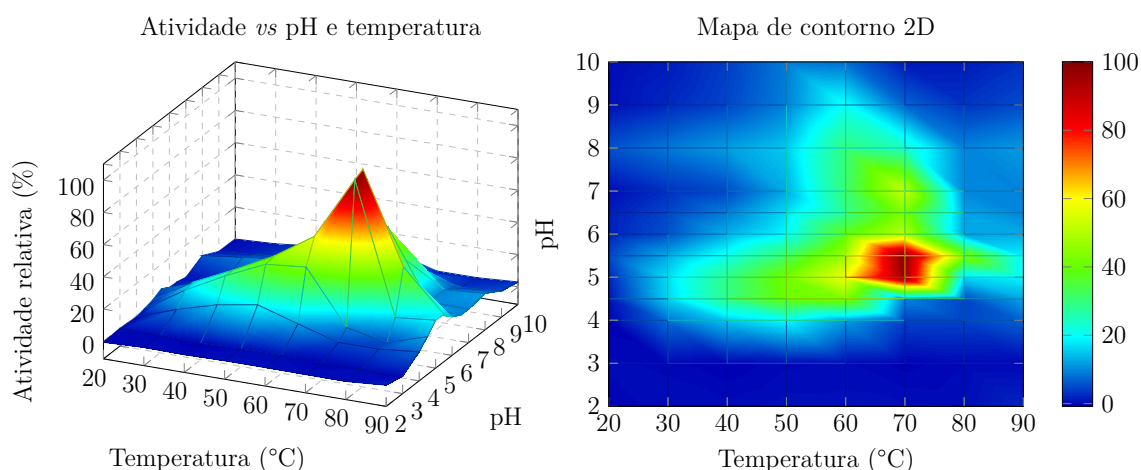 Atividade vs pH e temperatura
Atividade relativa (%)
100
80
60
40
20
0
20 30 40 50 60 70 80 90
Temperatura (°C)
2 3 4 5 6 7 8 9 10
pH
Mapa de contorno 2D
pH
10
9
8
7
6
5
4
3
2
20 30 40 50 60 70 80 90
Temperatura (°C)
100
80
60
40
20
0